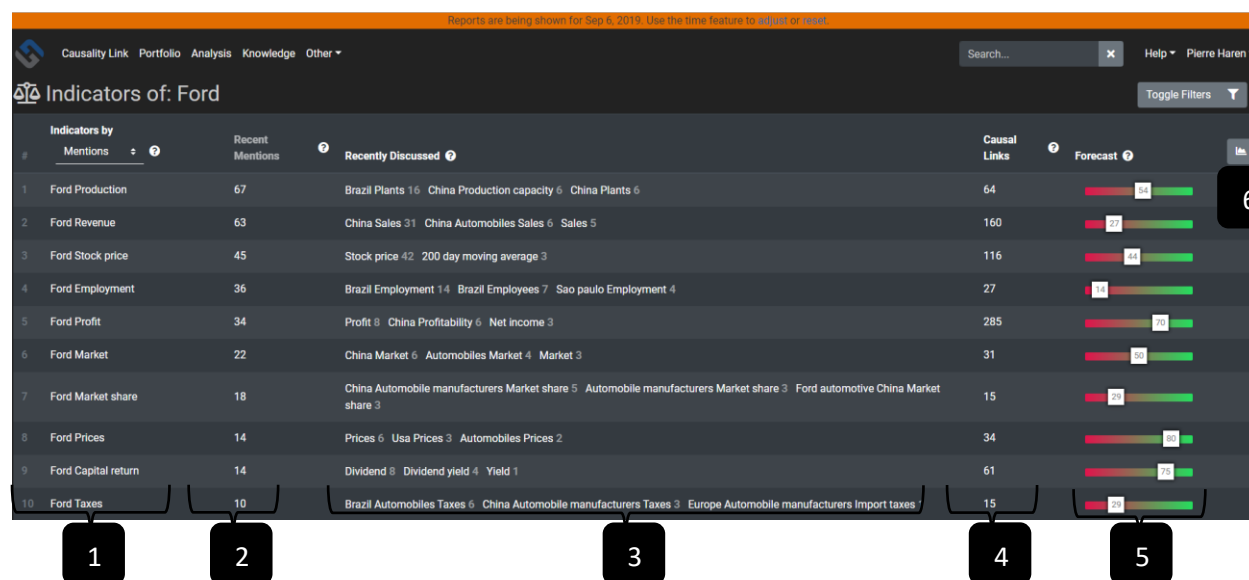 Reports are being shown for Sep 6, 2019. Use the time feature to adjust or reset.
Causality Link Portfolio Analysis Knowledge Other Search... × Help Pierre Haren
Indicators of: Ford Toggle Filters
# Indicators by Mentions ? Recent Mentions ? Recently Discussed ? Causal Links ? Forecast ?
1 Ford Production 67 Brazil Plants 16 China Production capacity 6 China Plants 6 64 54
2 Ford Revenue 63 China Sales 31 China Automobiles Sales 6 Sales 5 160 27
3 Ford Stock price 45 Stock price 42 200 day moving average 3 116 44
4 Ford Employment 36 Brazil Employment 14 Brazil Employees 7 Sao paulo Employment 4 27 14
5 Ford Profit 34 Profit 8 China Profitability 6 Net income 3 285 70
6 Ford Market 22 China Market 6 Automobiles Market 4 Market 3 31 50
7 Ford Market share 18 China Automobile manufacturers Market share 5 Automobile manufacturers Market share 3 Ford automotive China Market share 3 15 29
8 Ford Prices 14 Prices 6 Usa Prices 3 Automobiles Prices 2 34 80
9 Ford Capital return 14 Dividend 8 Dividend yield 4 Yield 1 61 75
10 Ford Taxes 10 Brazil Automobiles Taxes 6 China Automobile manufacturers Taxes 3 Europe Automobile manufacturers Import taxes 15 29
1 2 3 4 5 6